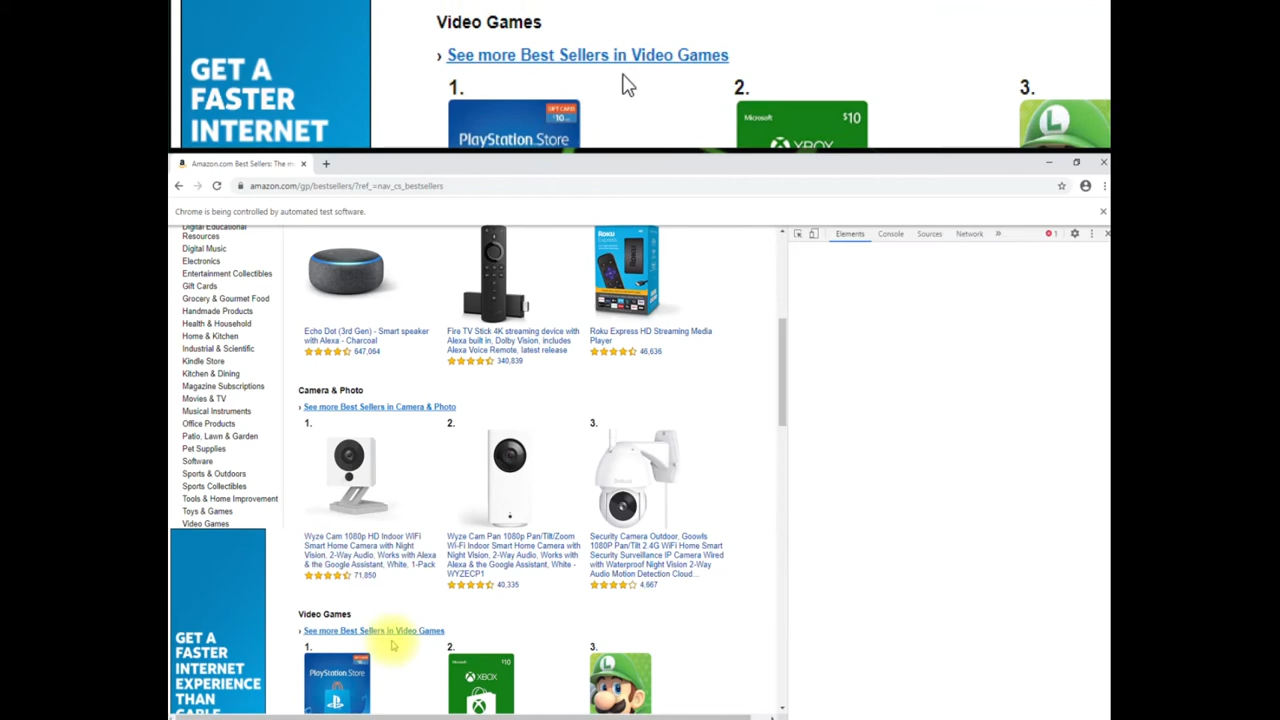 Video Games
› See more Best Sellers in Video Games
GET A
FASTER
INTERNET
1.
2.
3.
GIFT CARD
$10
PlayStation.Store
Microsoft
$10
XBOX
Amazon.com Best Sellers: The m
amazon.com/gp/bestsellers/?ref_=nav_cs_bestsellers
Chrome is being controlled by automated test software.
Elements
Console
Sources
Network
»
1
Digital Educational
Resources
Digital Music
Electronics
Entertainment Collectibles
Gift Cards
Grocery & Gourmet Food
Handmade Products
Health & Household
Home & Kitchen
Industrial & Scientific
Kindle Store
Kitchen & Dining
Magazine Subscriptions
Movies & TV
Musical Instruments
Office Products
Patio, Lawn & Garden
Pet Supplies
Software
Sports & Outdoors
Sports Collectibles
Tools & Home Improvement
Toys & Games
Video Games
GET A
FASTER
INTERNET
EXPERIENCE
THAN
CABLE
Roku
Express
Echo Dot (3rd Gen) - Smart speaker
with Alexa - Charcoal
647,064
Fire TV Stick 4K streaming device with
Alexa built in, Dolby Vision, includes
Alexa Voice Remote, latest release
340,839
Roku Express HD Streaming Media
Player
46,636
Camera & Photo
› See more Best Sellers in Camera & Photo
1.
2.
3.
Wyze Cam 1080p HD Indoor WiFi
Smart Home Camera with Night
Vision, 2-Way Audio, Works with Alexa
& the Google Assistant, White, 1-Pack
71,850
Wyze Cam Pan 1080p Pan/Tilt/Zoom
Wi-Fi Indoor Smart Home Camera with
Night Vision, 2-Way Audio, Works with
Alexa & the Google Assistant, White -
WYZECP1
40,335
Security Camera Outdoor, Goowls
1080P Pan/Tilt 2.4G WiFi Home Smart
Security Surveillance IP Camera Wired
with Waterproof Night Vision 2-Way
Audio Motion Detection Cloud...
4,667
Video Games
› See more Best Sellers in Video Games
1.
2.
3.
PlayStation.Store
Microsoft
$10
XBOX